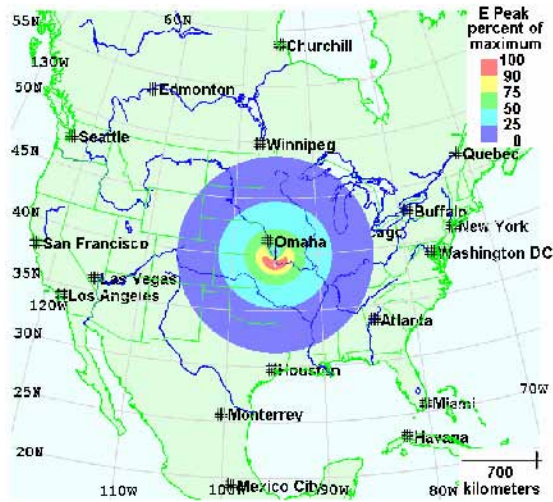 55N
60W
E Peak
percent of
maximum
100
90
75
50
25
0
130W
Churchill
50N
Edmonton
45N
Seattle
Winnipeg
Quebec
40N
Buffalo
New York
San Francisco
Omaha
cago
Washington DC
35N
Las Vegas
120W
Los Angeles
Atlanta
30N
Houston
70W
25N
Monterrey
Miami
Havana
20N
110W
100W
Mexico City
90W
80W
700
kilometers